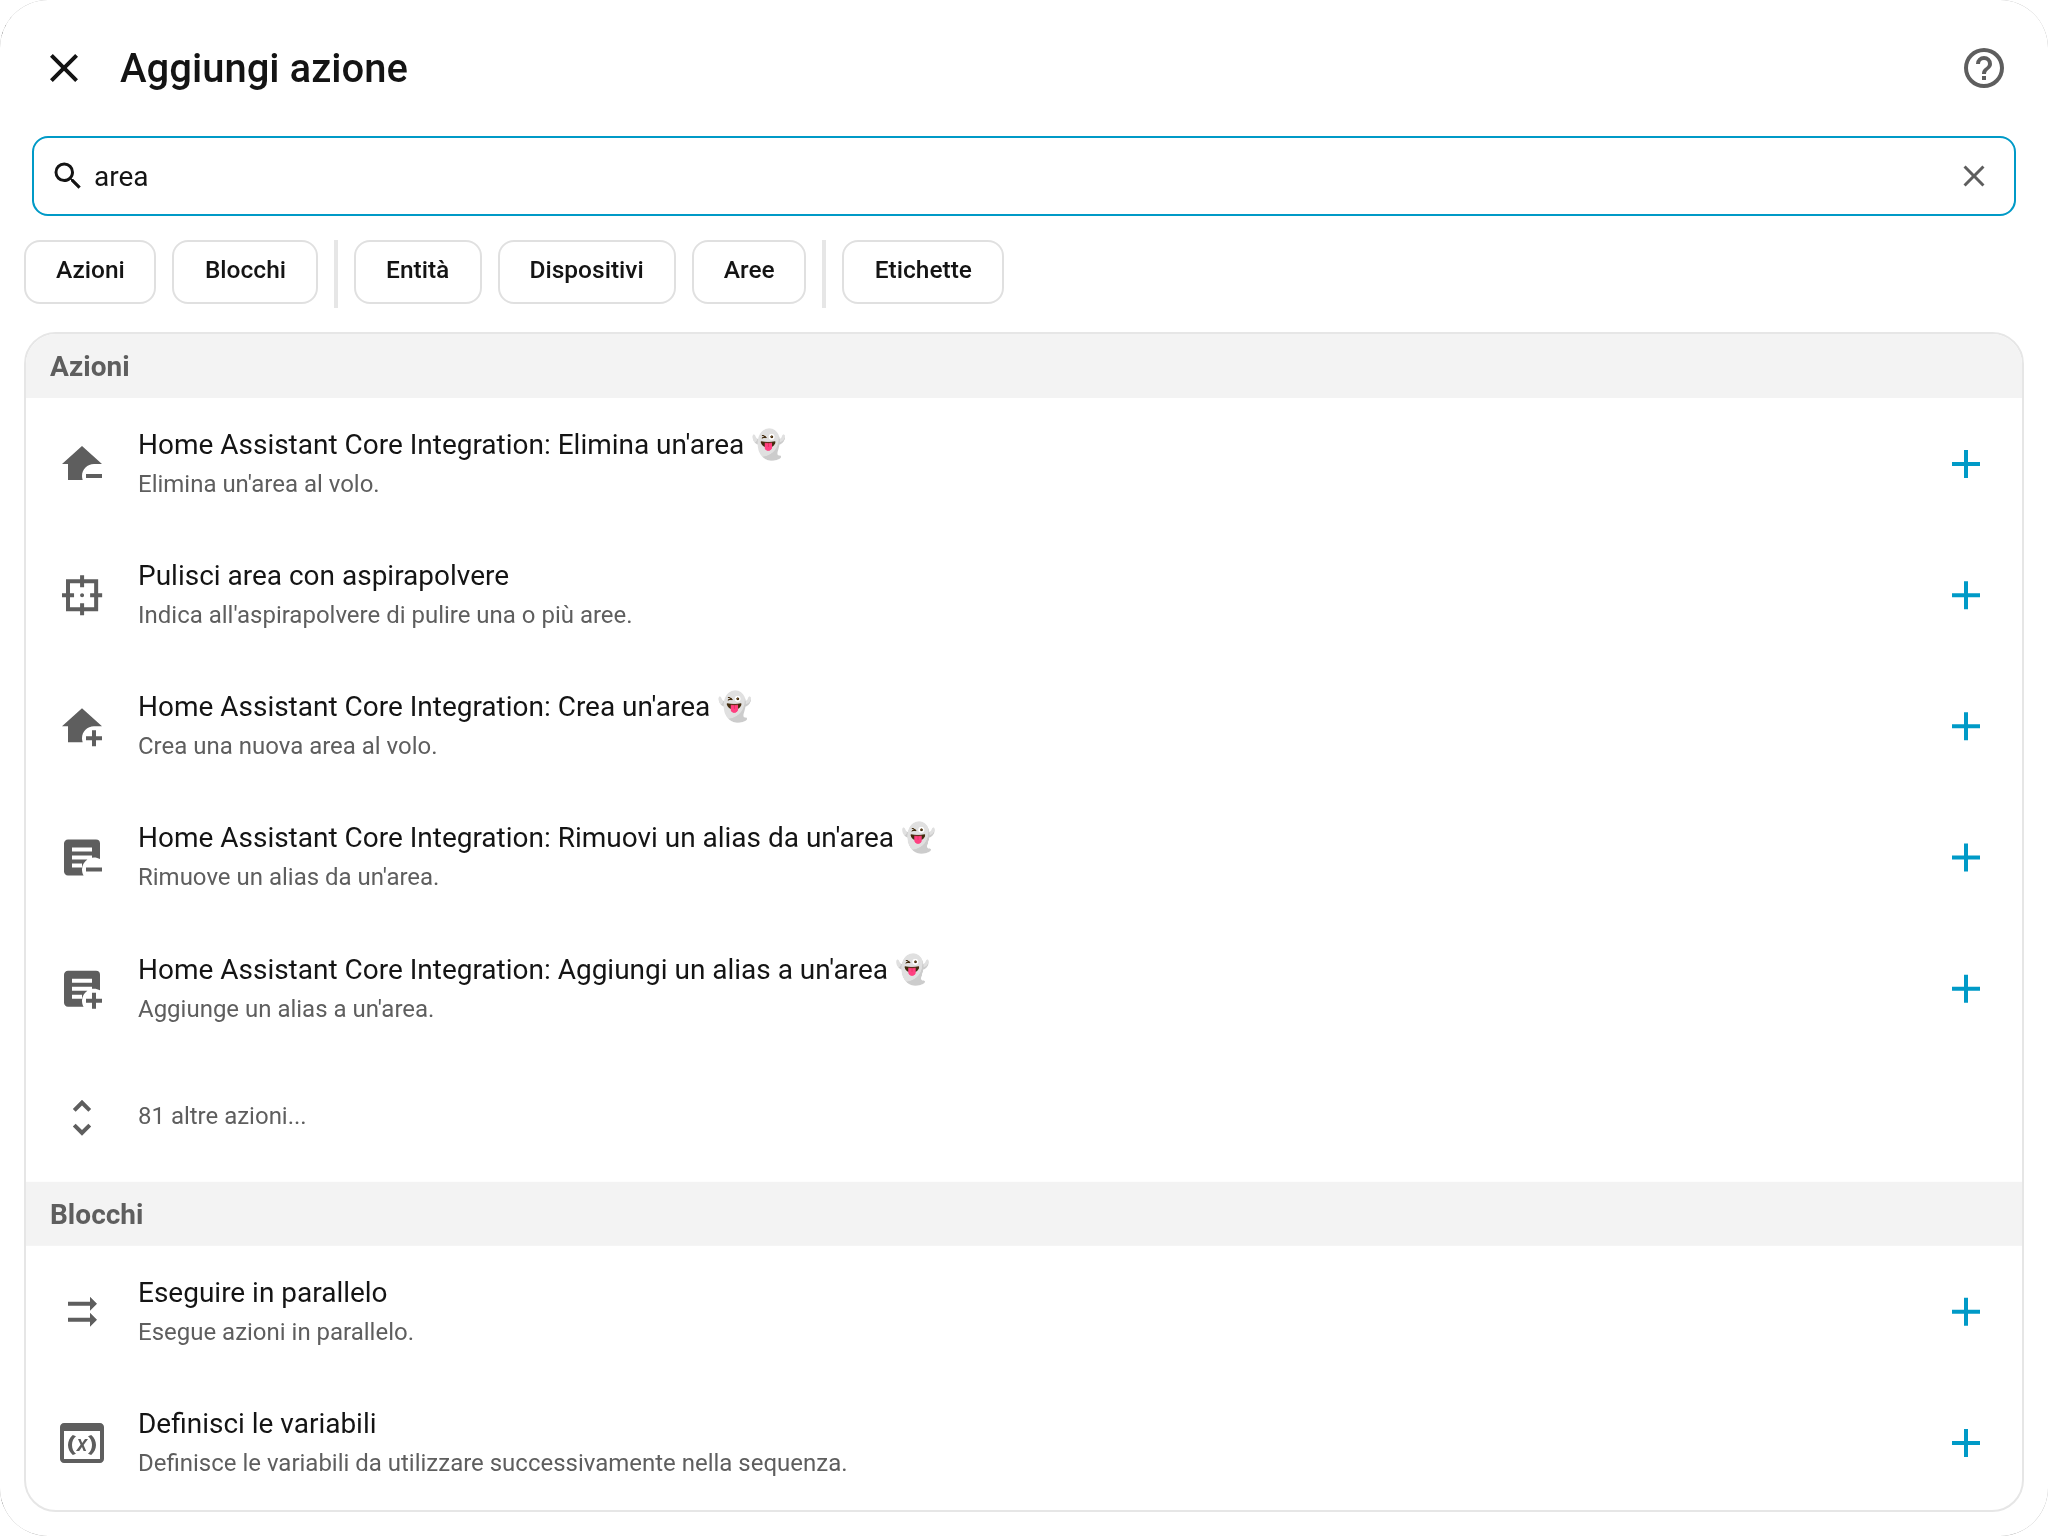 Aggiungi azione
area
Azioni
Blocchi
Entità
Dispositivi
Aree
Etichette
Azioni
Home Assistant Core Integration: Elimina un'area 👻
Elimina un'area al volo.
Pulisci area con aspirapolvere
Indica all'aspirapolvere di pulire una o più aree.
Home Assistant Core Integration: Crea un'area 👻
Crea una nuova area al volo.
Home Assistant Core Integration: Rimuovi un alias da un'area 👻
Rimuove un alias da un'area.
Home Assistant Core Integration: Aggiungi un alias a un'area 👻
Aggiunge un alias a un'area.
81 altre azioni...
Blocchi
Eseguire in parallelo
Esegue azioni in parallelo.
Definisci le variabili
Definisce le variabili da utilizzare successivamente nella sequenza.